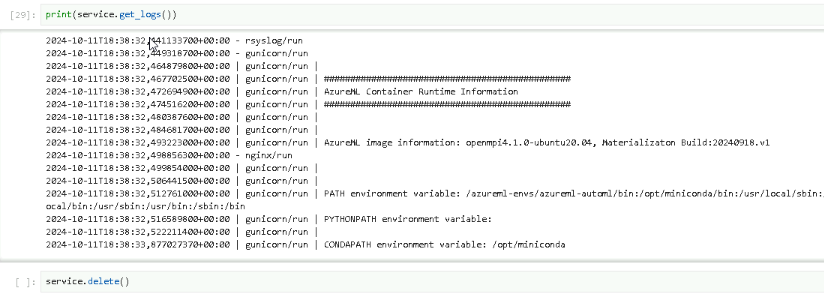 [29]: print(service.get_logs())
2024-10-11T18:38:32,441133700+00:00 - rsyslog/run
2024-10-11T18:38:32,449318700+00:00 - gunicorn/run
2024-10-11T18:38:32,464879800+00:00 | gunicorn/run |
2024-10-11T18:38:32,467702500+00:00 | gunicorn/run | ###############################################
2024-10-11T18:38:32,472694900+00:00 | gunicorn/run | AzureML Container Runtime Information
2024-10-11T18:38:32,474516200+00:00 | gunicorn/run | ###############################################
2024-10-11T18:38:32,480387600+00:00 | gunicorn/run |
2024-10-11T18:38:32,484681700+00:00 | gunicorn/run |
2024-10-11T18:38:32,493223000+00:00 | gunicorn/run | AzureML image information: openmpi4.1.0-ubuntu20.04, Materializaton Build:20240918.v1
2024-10-11T18:38:32,498856300+00:00 - nginx/run
2024-10-11T18:38:32,499854000+00:00 | gunicorn/run |
2024-10-11T18:38:32,506441500+00:00 | gunicorn/run |
2024-10-11T18:38:32,512761000+00:00 | gunicorn/run | PATH environment variable: /azureml-envs/azureml-automl/bin:/opt/miniconda/bin:/usr/local/sbin:
ocal/bin:/usr/sbin:/usr/bin:/sbin:/bin
2024-10-11T18:38:32,516589800+00:00 | gunicorn/run | PYTHONPATH environment variable:
2024-10-11T18:38:32,522211400+00:00 | gunicorn/run |
2024-10-11T18:38:33,877027370+00:00 | gunicorn/run | CONDAPATH environment variable: /opt/miniconda
[ ]: service.delete()